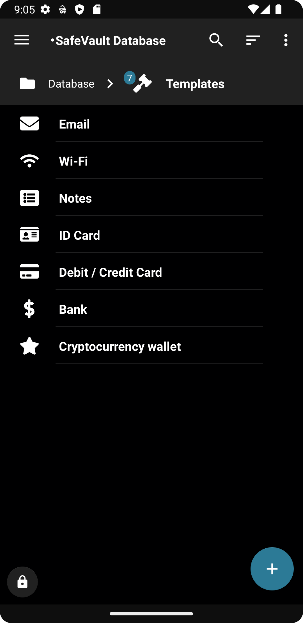 9:05
•SafeVault Database
Database
7
Templates
Email
Wi-Fi
Notes
ID Card
Debit / Credit Card
Bank
Cryptocurrency wallet